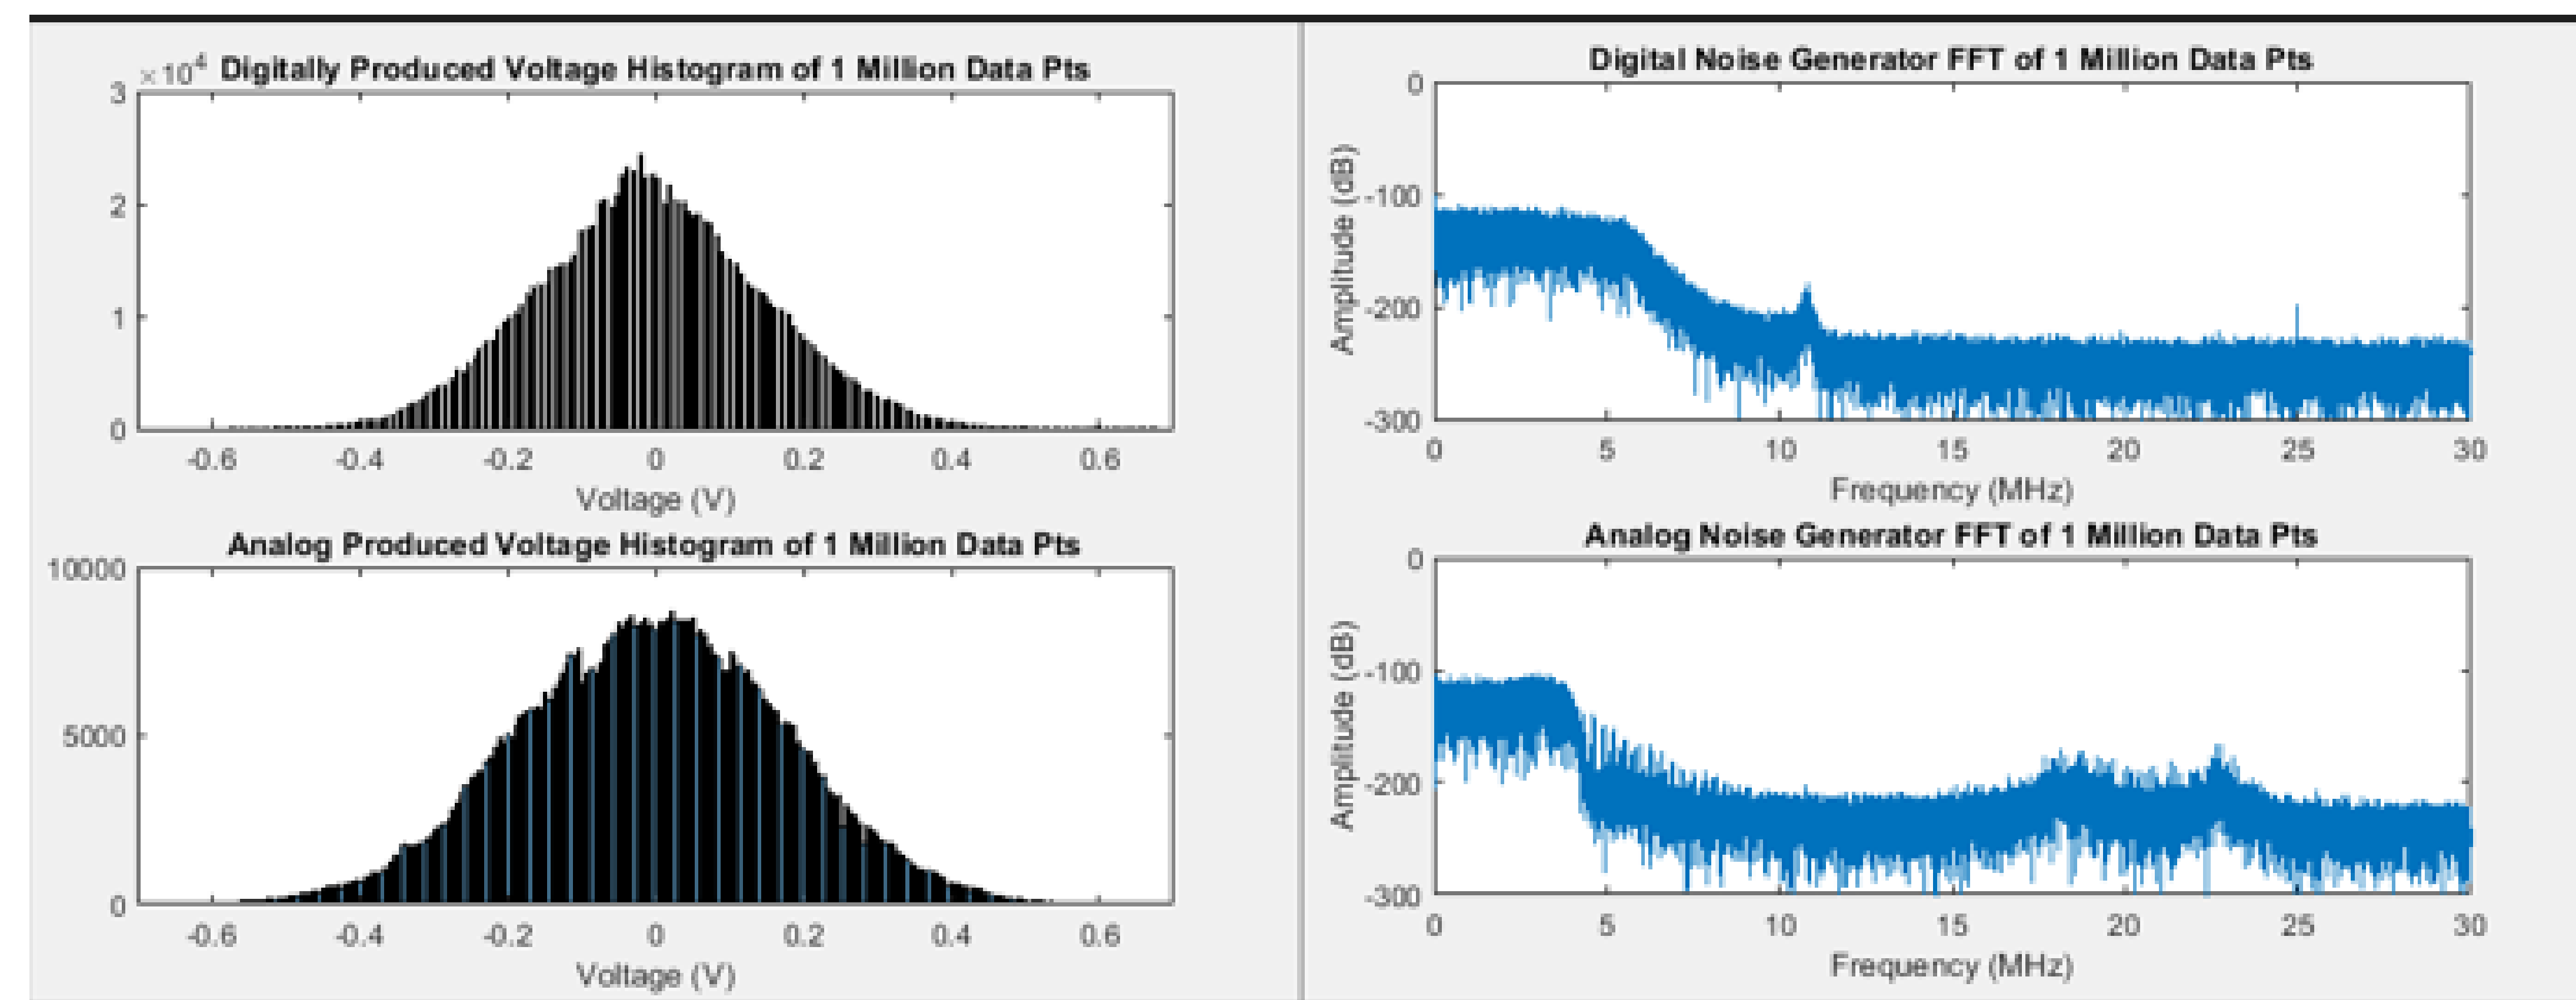 ×10⁴ Digitally Produced Voltage Histogram of 1 Million Data Pts
3
2
1
0
-0.6 -0.4 -0.2 0 0.2 0.4 0.6
Voltage (V)
Analog Produced Voltage Histogram of 1 Million Data Pts
10000
5000
0
-0.6 -0.4 -0.2 0 0.2 0.4 0.6
Voltage (V)
Digital Noise Generator FFT of 1 Million Data Pts
Amplitude (dB)
0
-100
-200
-300
0 5 10 15 20 25 30
Frequency (MHz)
Analog Noise Generator FFT of 1 Million Data Pts
Amplitude (dB)
0
-100
-200
-300
0 5 10 15 20 25 30
Frequency (MHz)